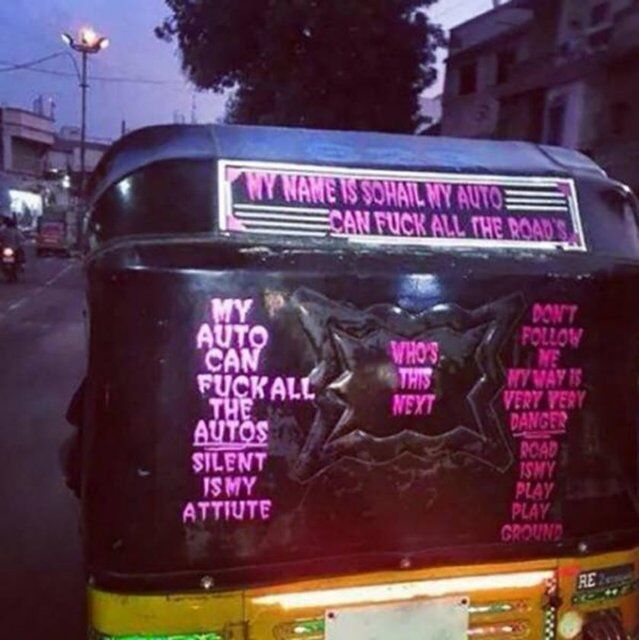 MY NAME IS SOHAIL MY AUTO
CAN FUCK ALL THE ROAD'S
MY
AUTO
CAN
FUCK ALL
THE
AUTOS
SILENT
IS MY
ATTIUTE
WHO'S
THIS
NEXT
DON'T
FOLLOW
ME
MY WAY IS
VERY VERY
DANGER
ROAD
ISMY
PLAY
PLAY
GROUND
RE